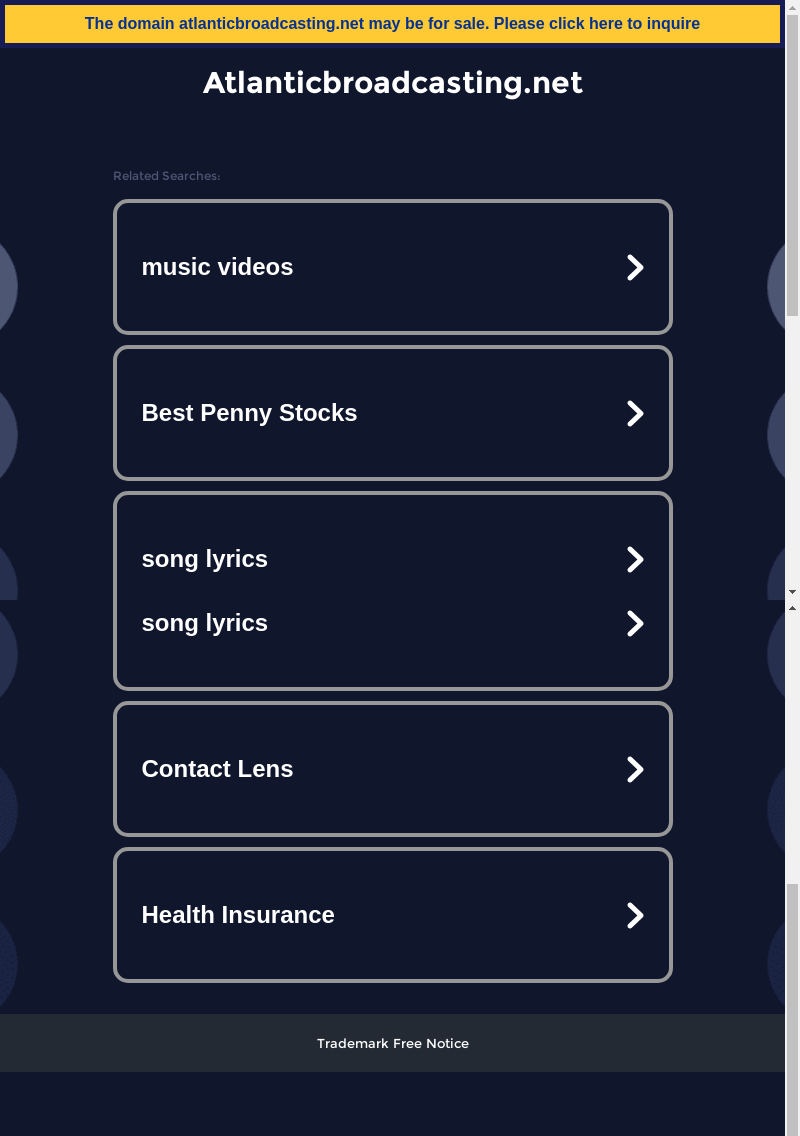 The domain atlanticbroadcasting.net may be for sale. Please click here to inquire
Atlanticbroadcasting.net
Related Searches:
music videos
Best Penny Stocks
song lyrics
song lyrics
Contact Lens
Health Insurance
Trademark Free Notice